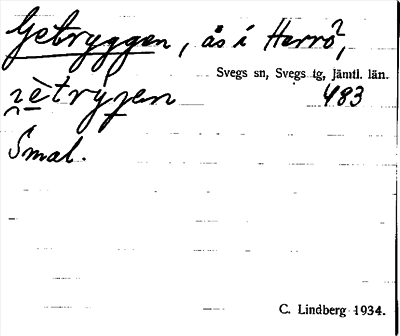 Getryggen, ås i Herrö,
Svegs sn, Svegs tg, Jämtl. län.
483
Smal.
C. Lindberg 1934.